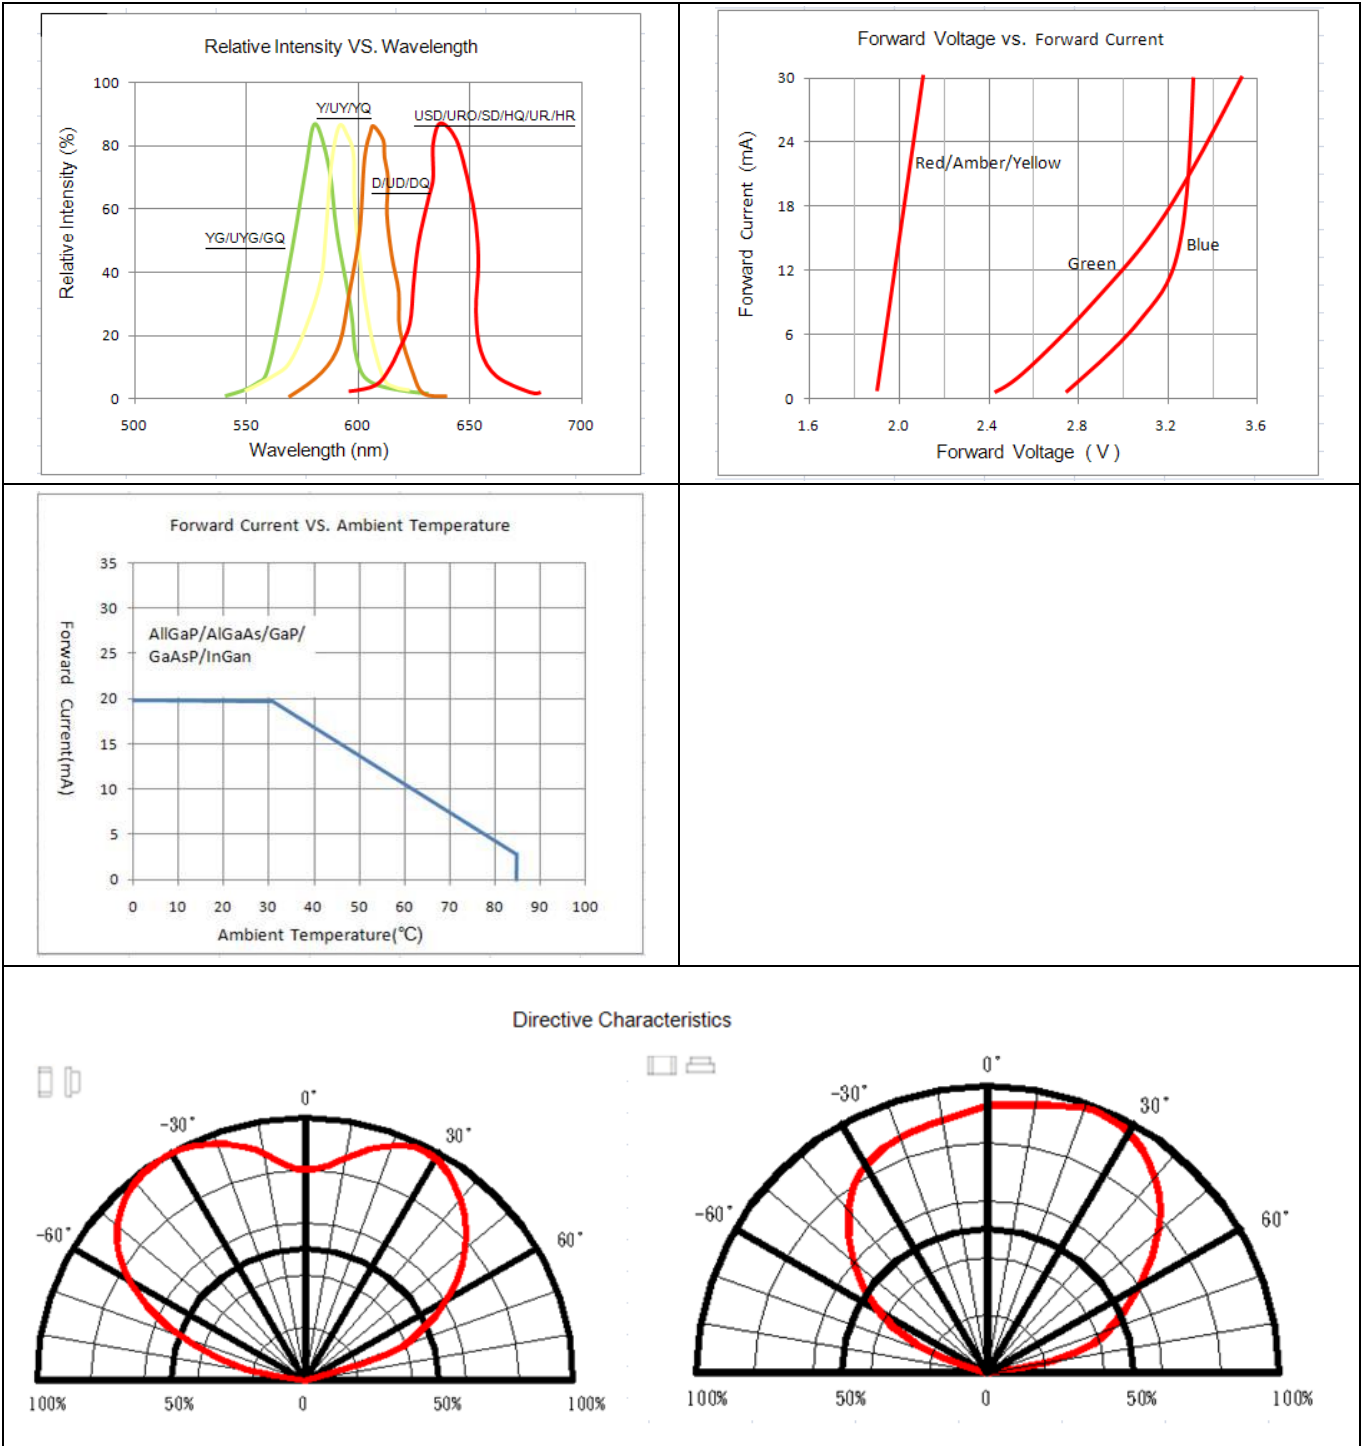 Relative Intensity VS. Wavelength
Relative Intensity (%)
100
80
60
40
20
0
Y/UY/YQ
USD/URO/SD/HQ/UR/HR
D/UD/DQ
YG/UYG/GQ
500 550 600 650 700
Wavelength (nm)
Forward Voltage vs. Forward Current
Forward Current (mA)
30
24
18
12
6
0
Red/Amber/Yellow
Blue
Green
1.6 2.0 2.4 2.8 3.2 3.6
Forward Voltage ( V )
Forward Current VS. Ambient Temperature
Forward Current(mA)
35
30
25
20
15
10
5
0
AllGaP/AlGaAs/GaP/
GaAsP/InGan
0 10 20 30 40 50 60 70 80 90 100
Ambient Temperature(℃)
Directive Characteristics
0°
-30° 30°
-60° 60°
100% 50% 0 50% 100%
0°
-30° 30°
-60° 60°
100% 50% 0 50% 100%